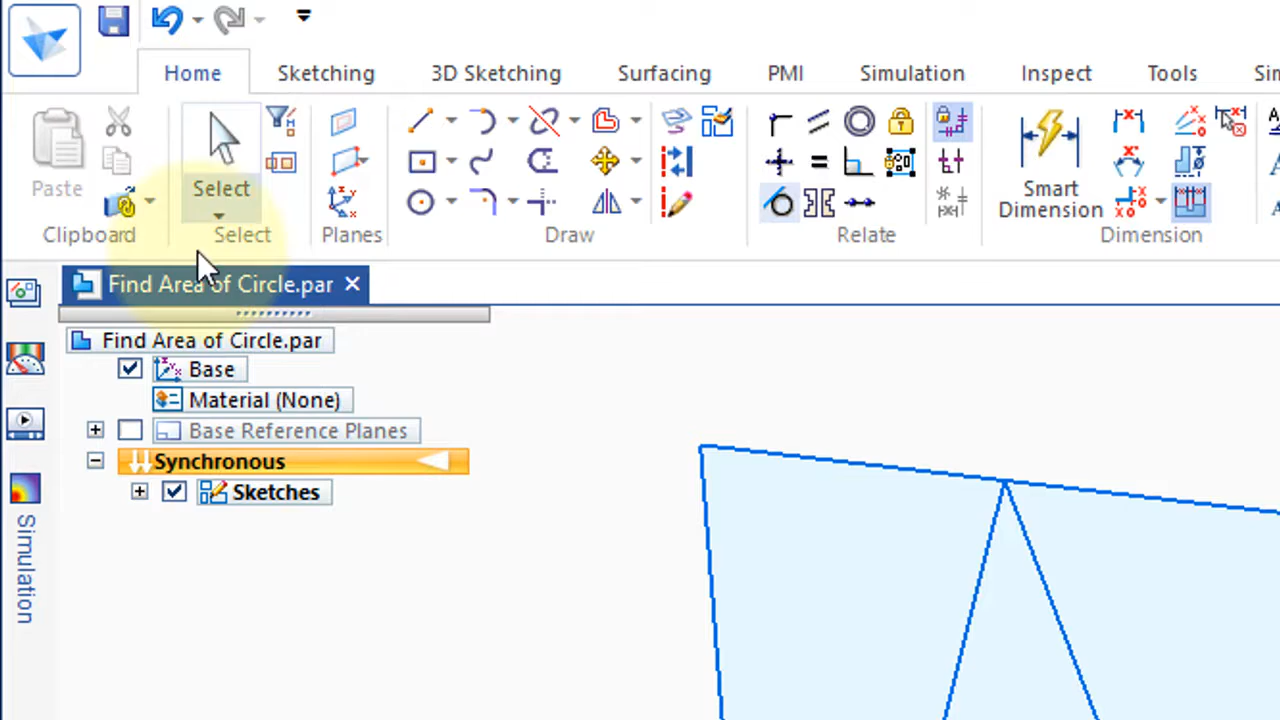 Home Sketching 3D Sketching Surfacing PMI Simulation Inspect Tools
Paste Select Smart
Dimension
Clipboard Select Planes Draw Relate Dimension
Find Area of Circle.par
Find Area of Circle.par
Base
Material (None)
Base Reference Planes
Synchronous
Sketches
Simulation